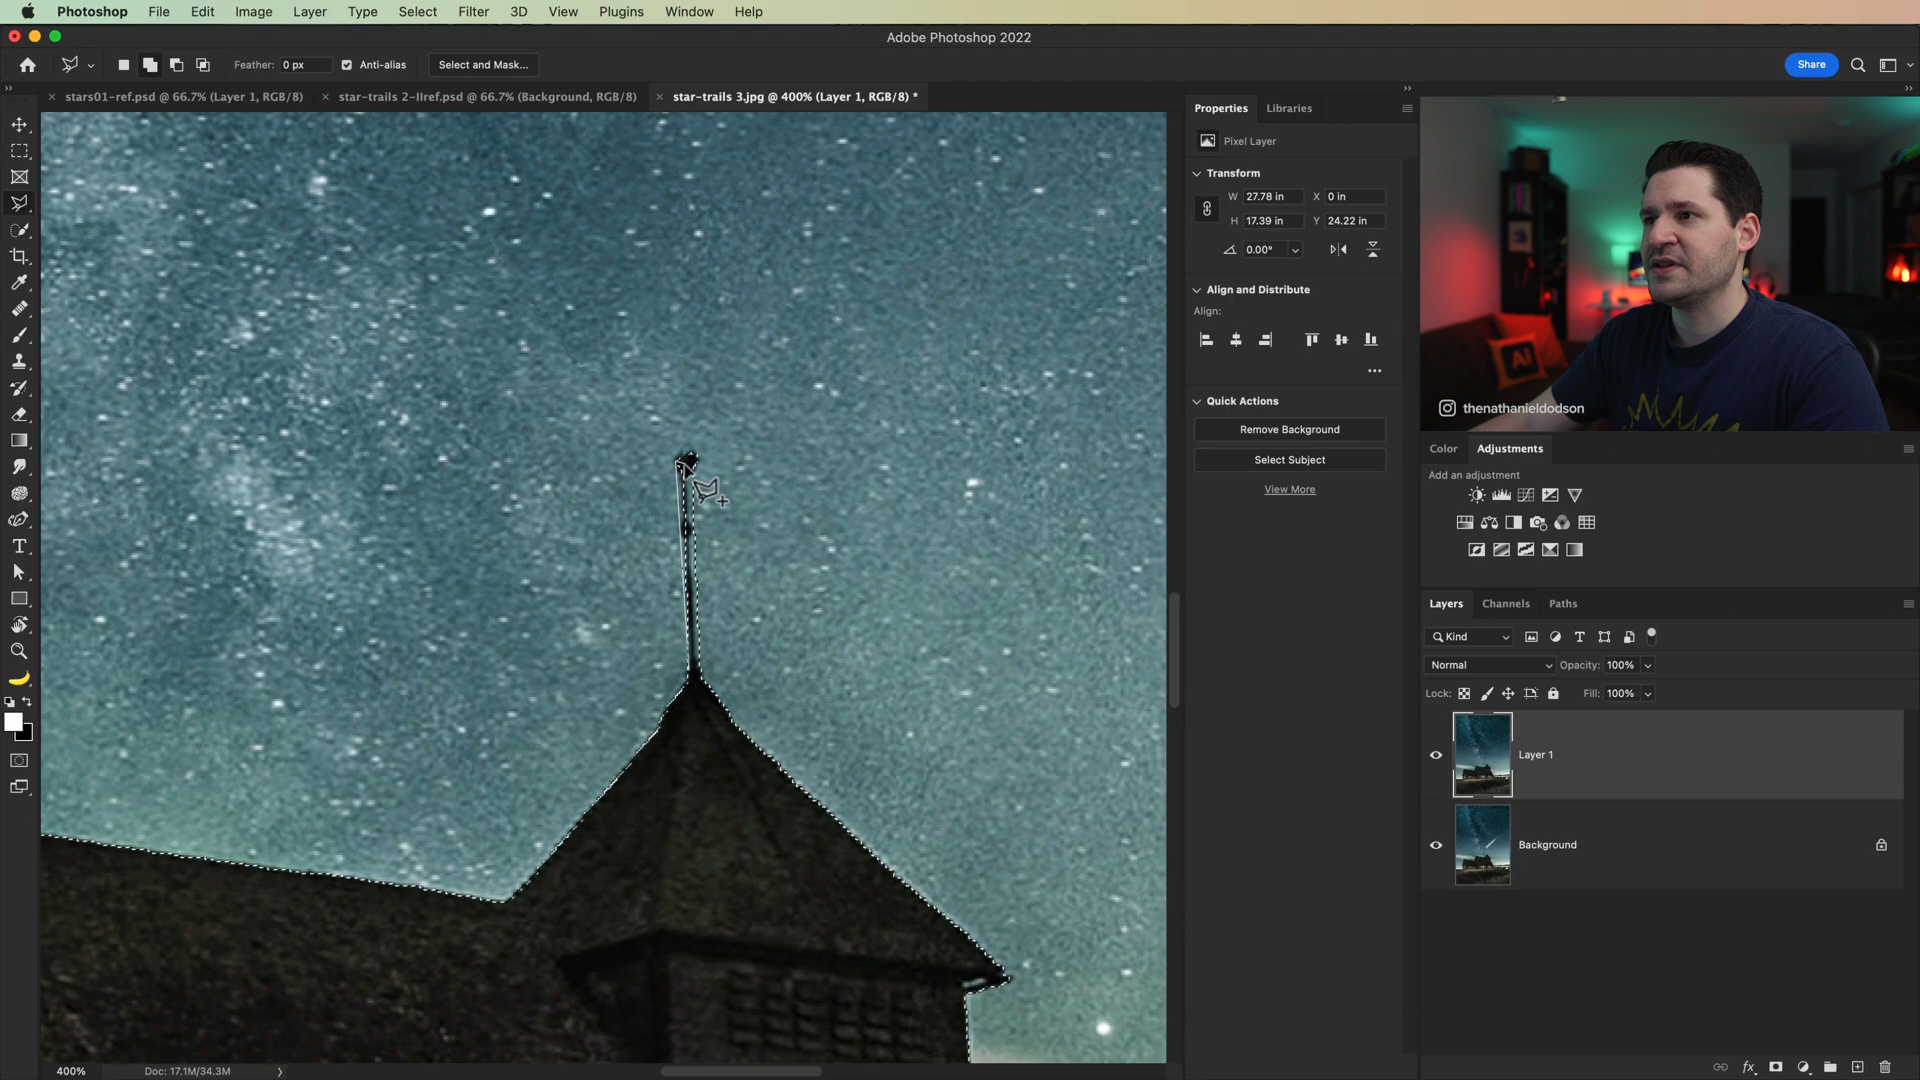 Photoshop File Edit Image Layer Type Select Filter 3D View Plugins Window Help
Adobe Photoshop 2022
Feather: 0 px Anti-alias Select and Mask... Share
stars01-ref.psd @ 66.7% (Layer 1, RGB/8) star-trails 2-IIref.psd @ 66.7% (Background, RGB/8) star-trails 3.jpg @ 400% (Layer 1, RGB/8) *
Properties Libraries
Pixel Layer
Transform
W 27.78 in X 0 in
H 17.39 in Y 24.22 in
0.00°
Align and Distribute
Align:
Quick Actions
Remove Background
Select Subject
View More
Ai
thenathanieldodson
Color Adjustments
Add an adjustment
Layers Channels Paths
Kind
Normal Opacity: 100%
Lock: Fill: 100%
Layer 1
Background
fx
400% Doc: 17.1M/34.3M